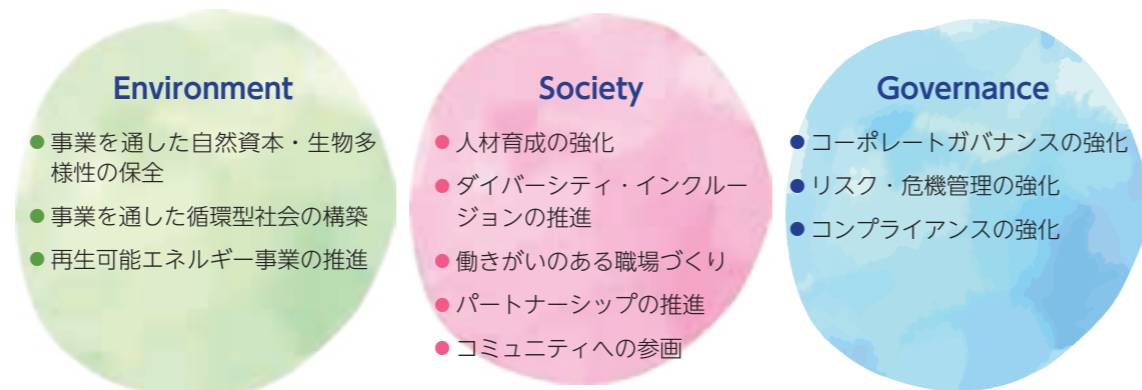 Environment
● 事業を通した自然資本・生物多
様性の保全
● 事業を通した循環型社会の構築
● 再生可能エネルギー事業の推進
Society
● 人材育成の強化
● ダイバーシティ・インクルー
ジョンの推進
● 働きがいのある職場づくり
● パートナーシップの推進
● コミュニティへの参画
Governance
● コーポレートガバナンスの強化
● リスク・危機管理の強化
● コンプライアンスの強化